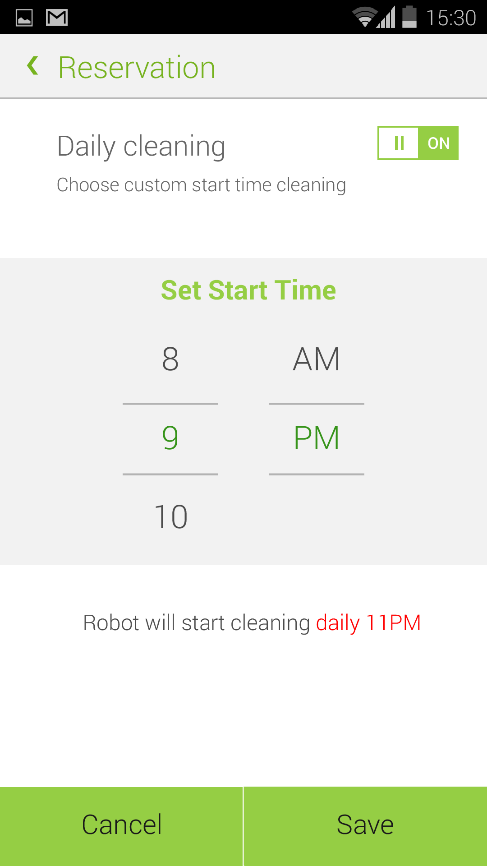 15:30
Reservation
Daily cleaning
ON
Choose custom start time cleaning
Set Start Time
8 AM
9 PM
10
Robot will start cleaning daily 11PM
Cancel Save